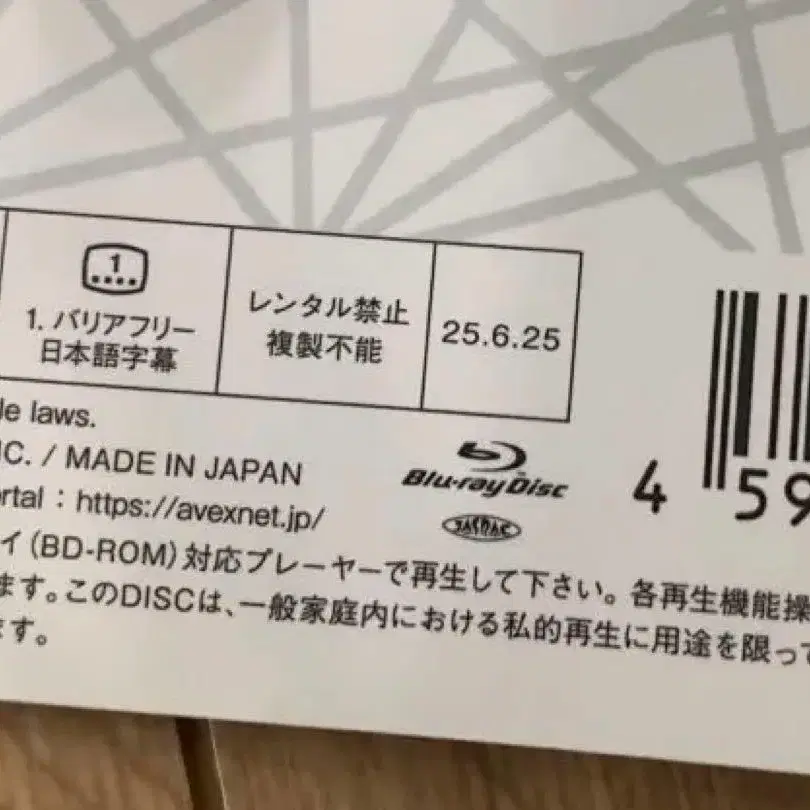 1
1. バリアフリー
日本語字幕
レンタル禁止
複製不能
25.6.25
le laws.
C. / MADE IN JAPAN
Blu-ray Disc
ortal : https://avexnet.jp/
JASRAC
4 59
イ(BD-ROM)対応プレーヤーで再生して下さい。各再生機能操
ます。このDISCは、一般家庭内における私的再生に用途を限って
ます。